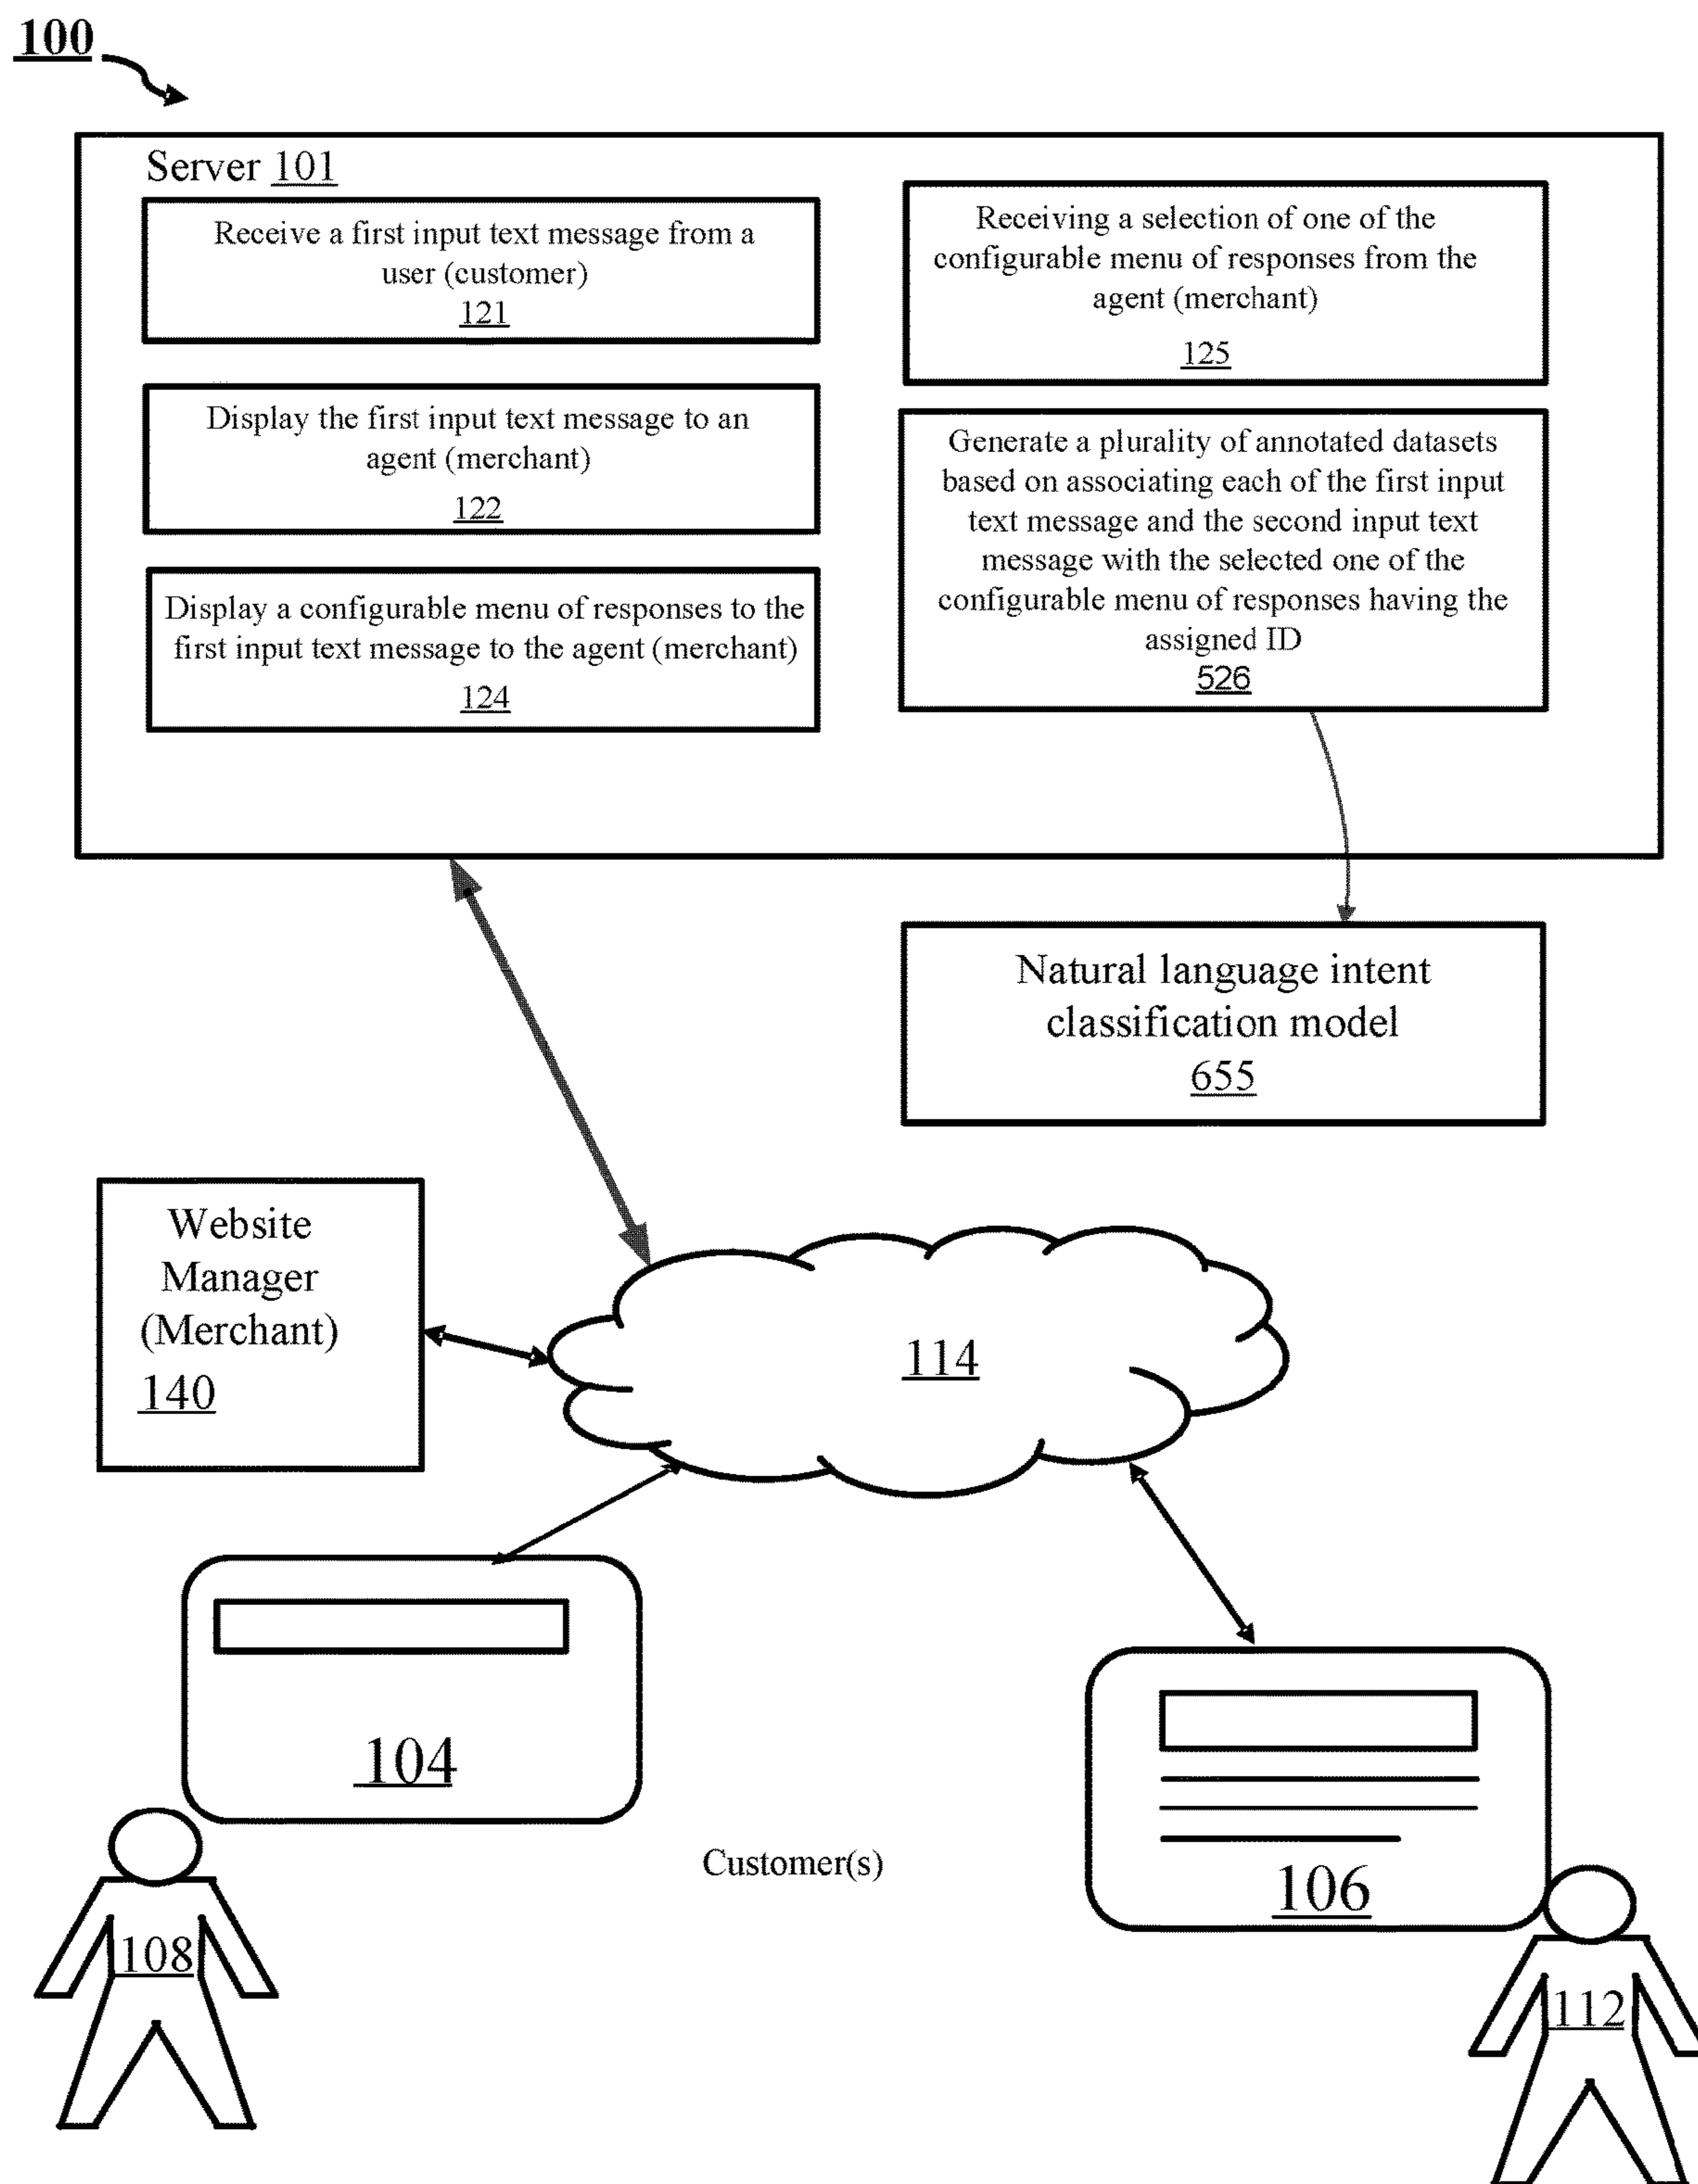 100
Server 101
Receive a first input text message from a
user (customer)
121
Display the first input text message to an
agent (merchant)
122
Display a configurable menu of responses to the
first input text message to the agent (merchant)
124
Receiving a selection of one of the
configurable menu of responses from the
agent (merchant)
125
Generate a plurality of annotated datasets
based on associating each of the first input
text message and the second input text
message with the selected one of the
configurable menu of responses having the
assigned ID
526
Natural language intent
classification model
655
Website
Manager
(Merchant)
140
114
104
106
Customer(s)
108
112